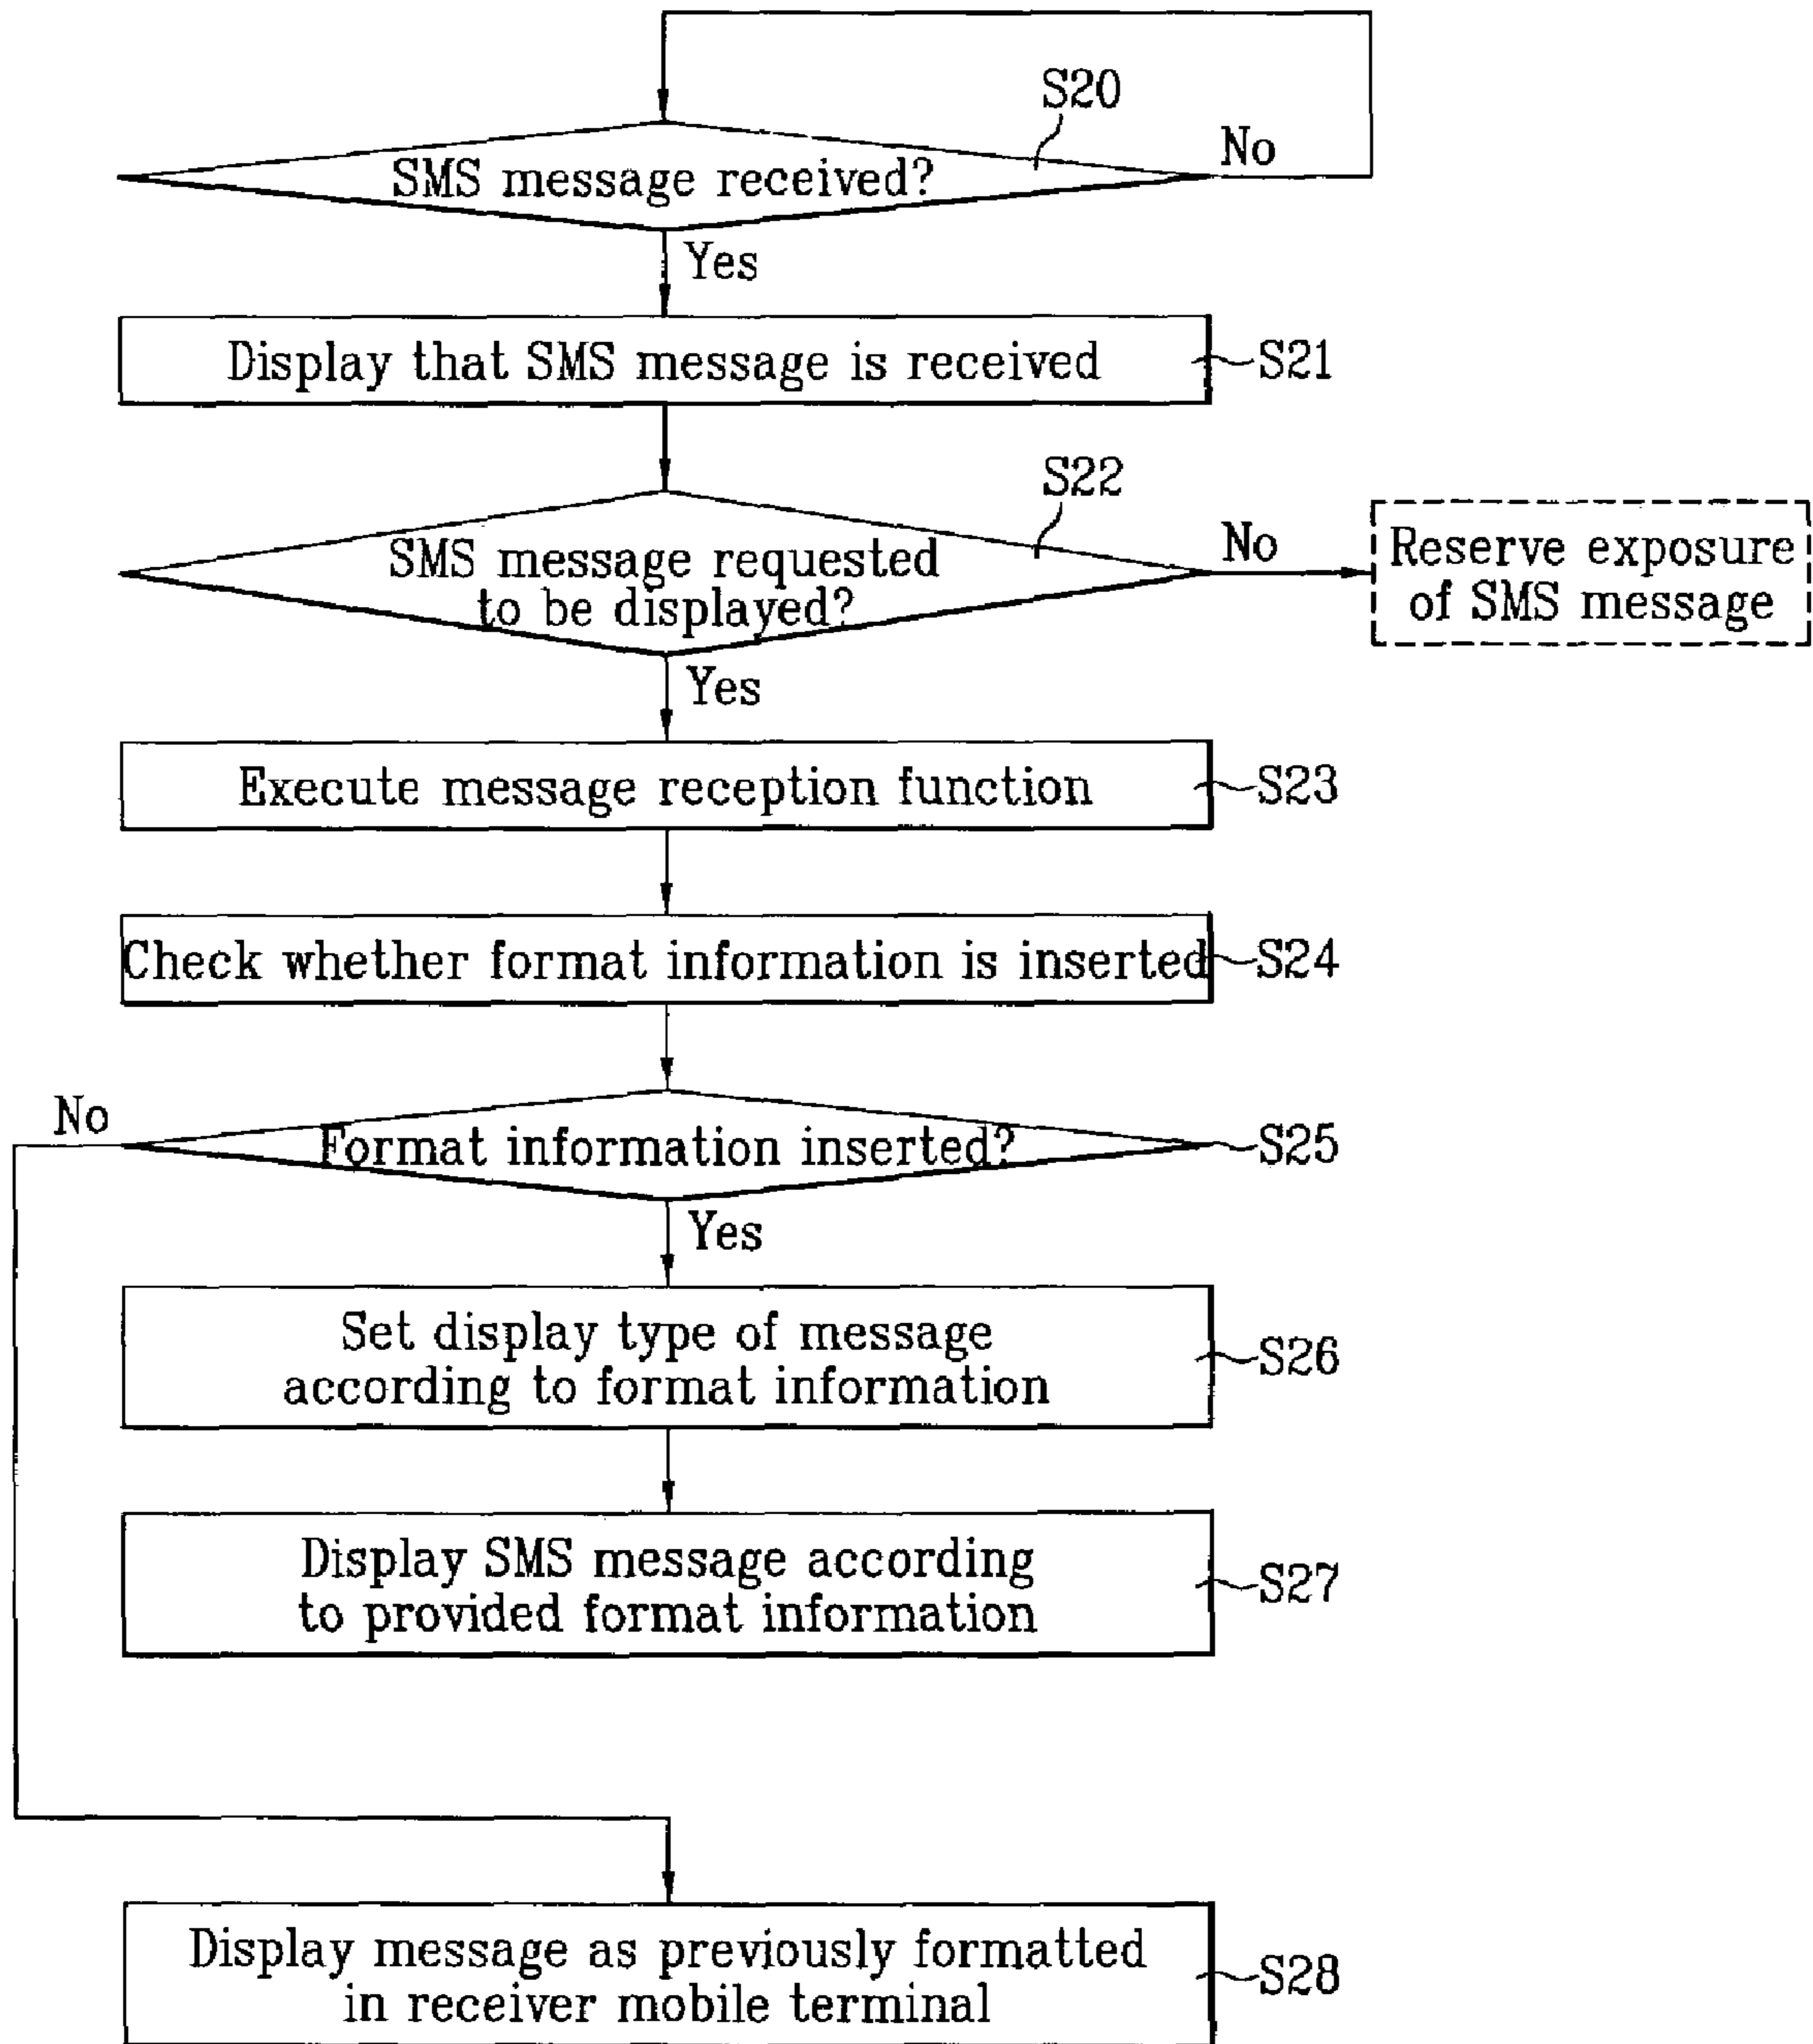 S20
No
SMS message received?
Yes
Display that SMS message is received
S21
S22
SMS message requested
to be displayed?
No
Reserve exposure
of SMS message
Yes
Execute message reception function
S23
Check whether format information is inserted
S24
No
Format information inserted?
S25
Yes
Set display type of message
according to format information
S26
Display SMS message according
to provided format information
S27
Display message as previously formatted
in receiver mobile terminal
S28